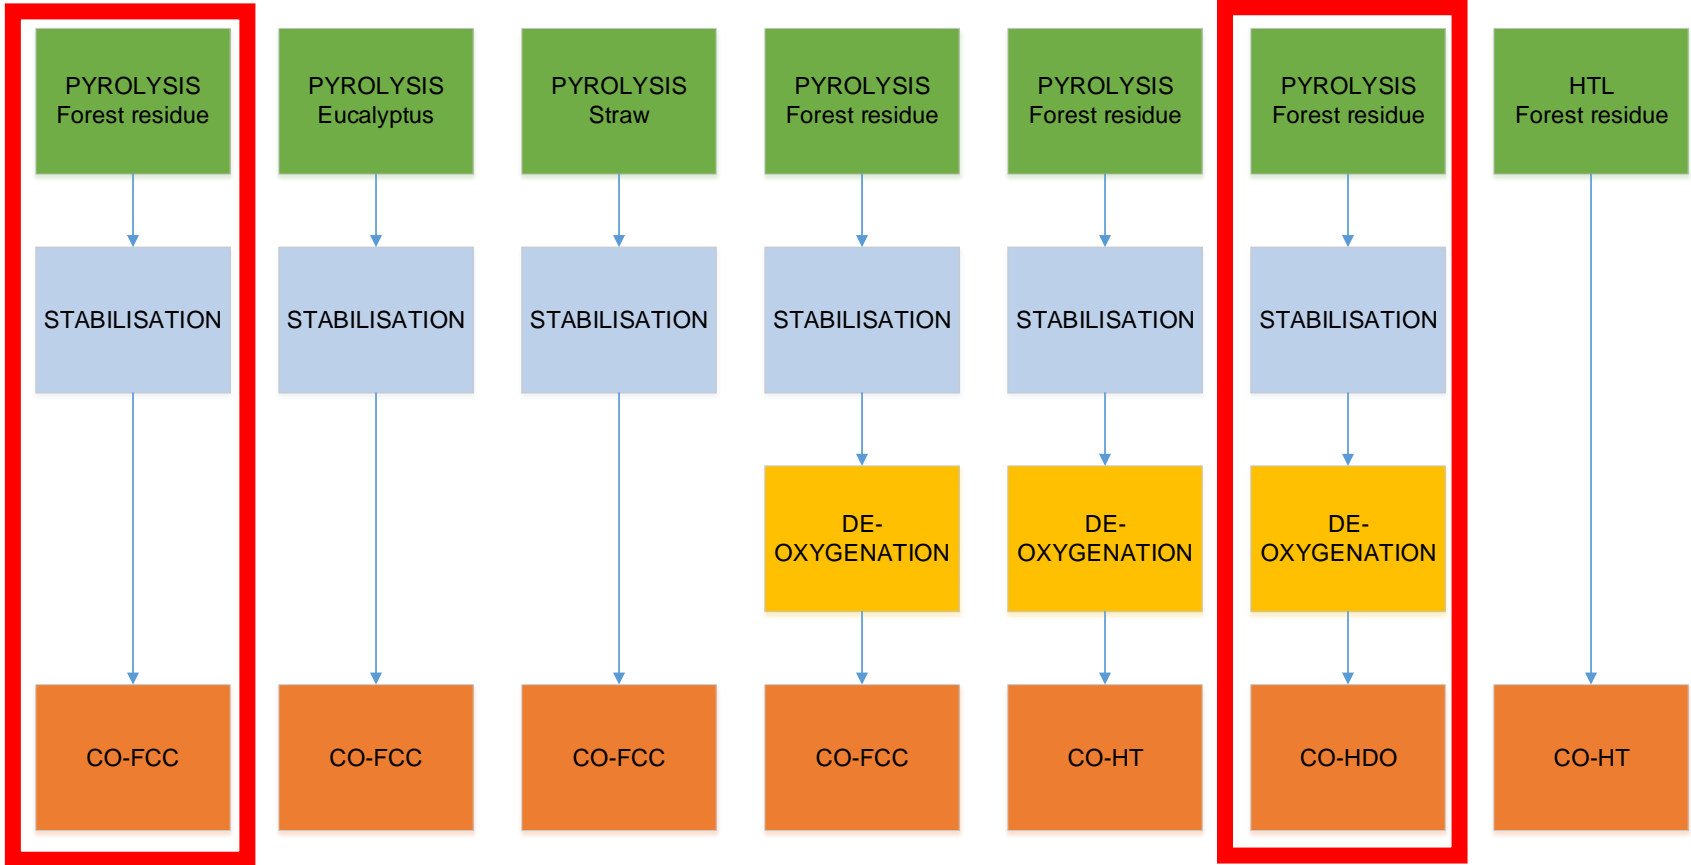 PYROLYSIS
Forest residue
PYROLYSIS
Eucalyptus
PYROLYSIS
Straw
PYROLYSIS
Forest residue
PYROLYSIS
Forest residue
PYROLYSIS
Forest residue
HTL
Forest residue
STABILISATION
STABILISATION
STABILISATION
STABILISATION
STABILISATION
STABILISATION
DE-
OXYGENATION
DE-
OXYGENATION
DE-
OXYGENATION
CO-FCC
CO-FCC
CO-FCC
CO-FCC
CO-HT
CO-HDO
CO-HT